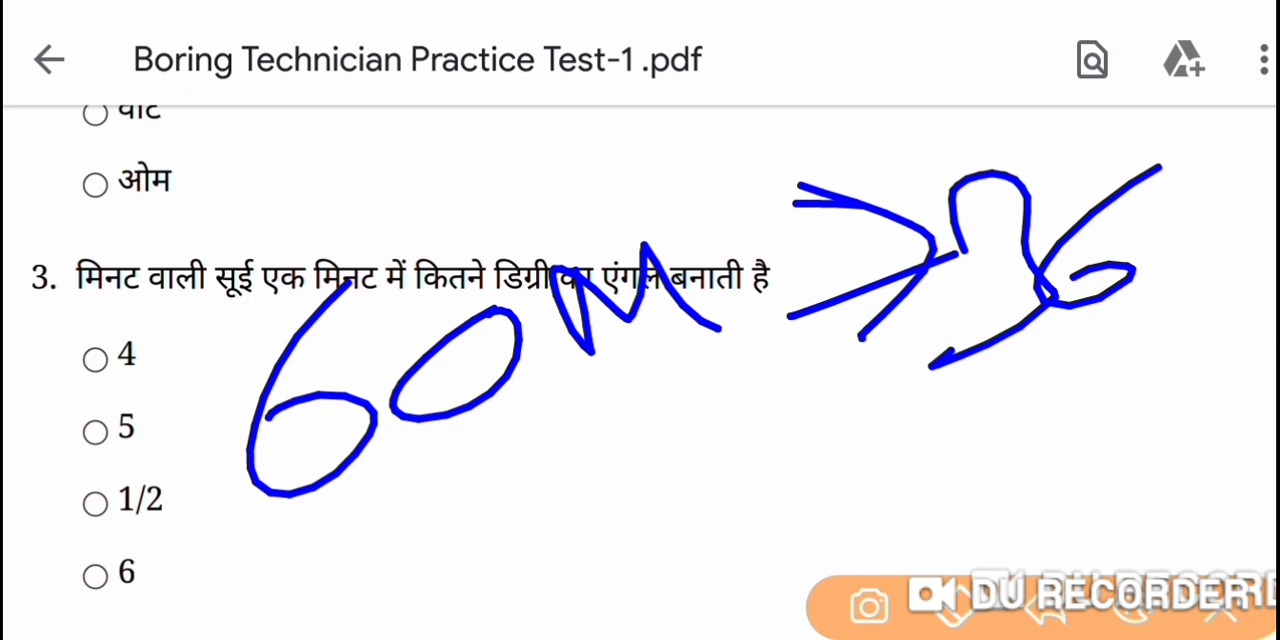 Boring Technician Practice Test-1 .pdf
वाट
ओम
3. मिनट वाली सूई एक मिनट में कितने डिग्री का एंगल बनाती है
4
5
1/2
6
60M
DU RECORDER